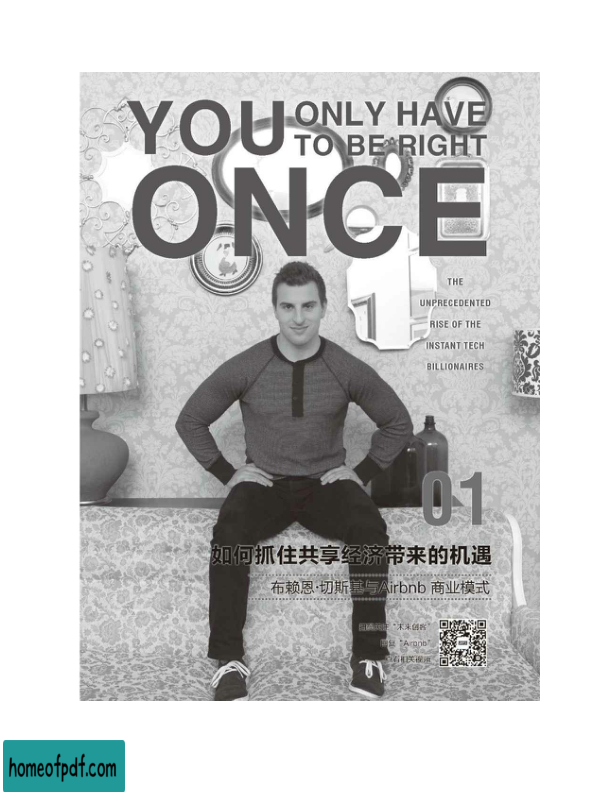 YOU ONLY HAVE
TO BE RIGHT
ONCE
THE
UNPRECEDENTED
RISE OF THE
INSTANT TECH
BILLIONAIRES
01
如何抓住共享经济带来的机遇
布赖恩·切斯基与Airbnb 商业模式
"Airbnb"
homeofpdf.com